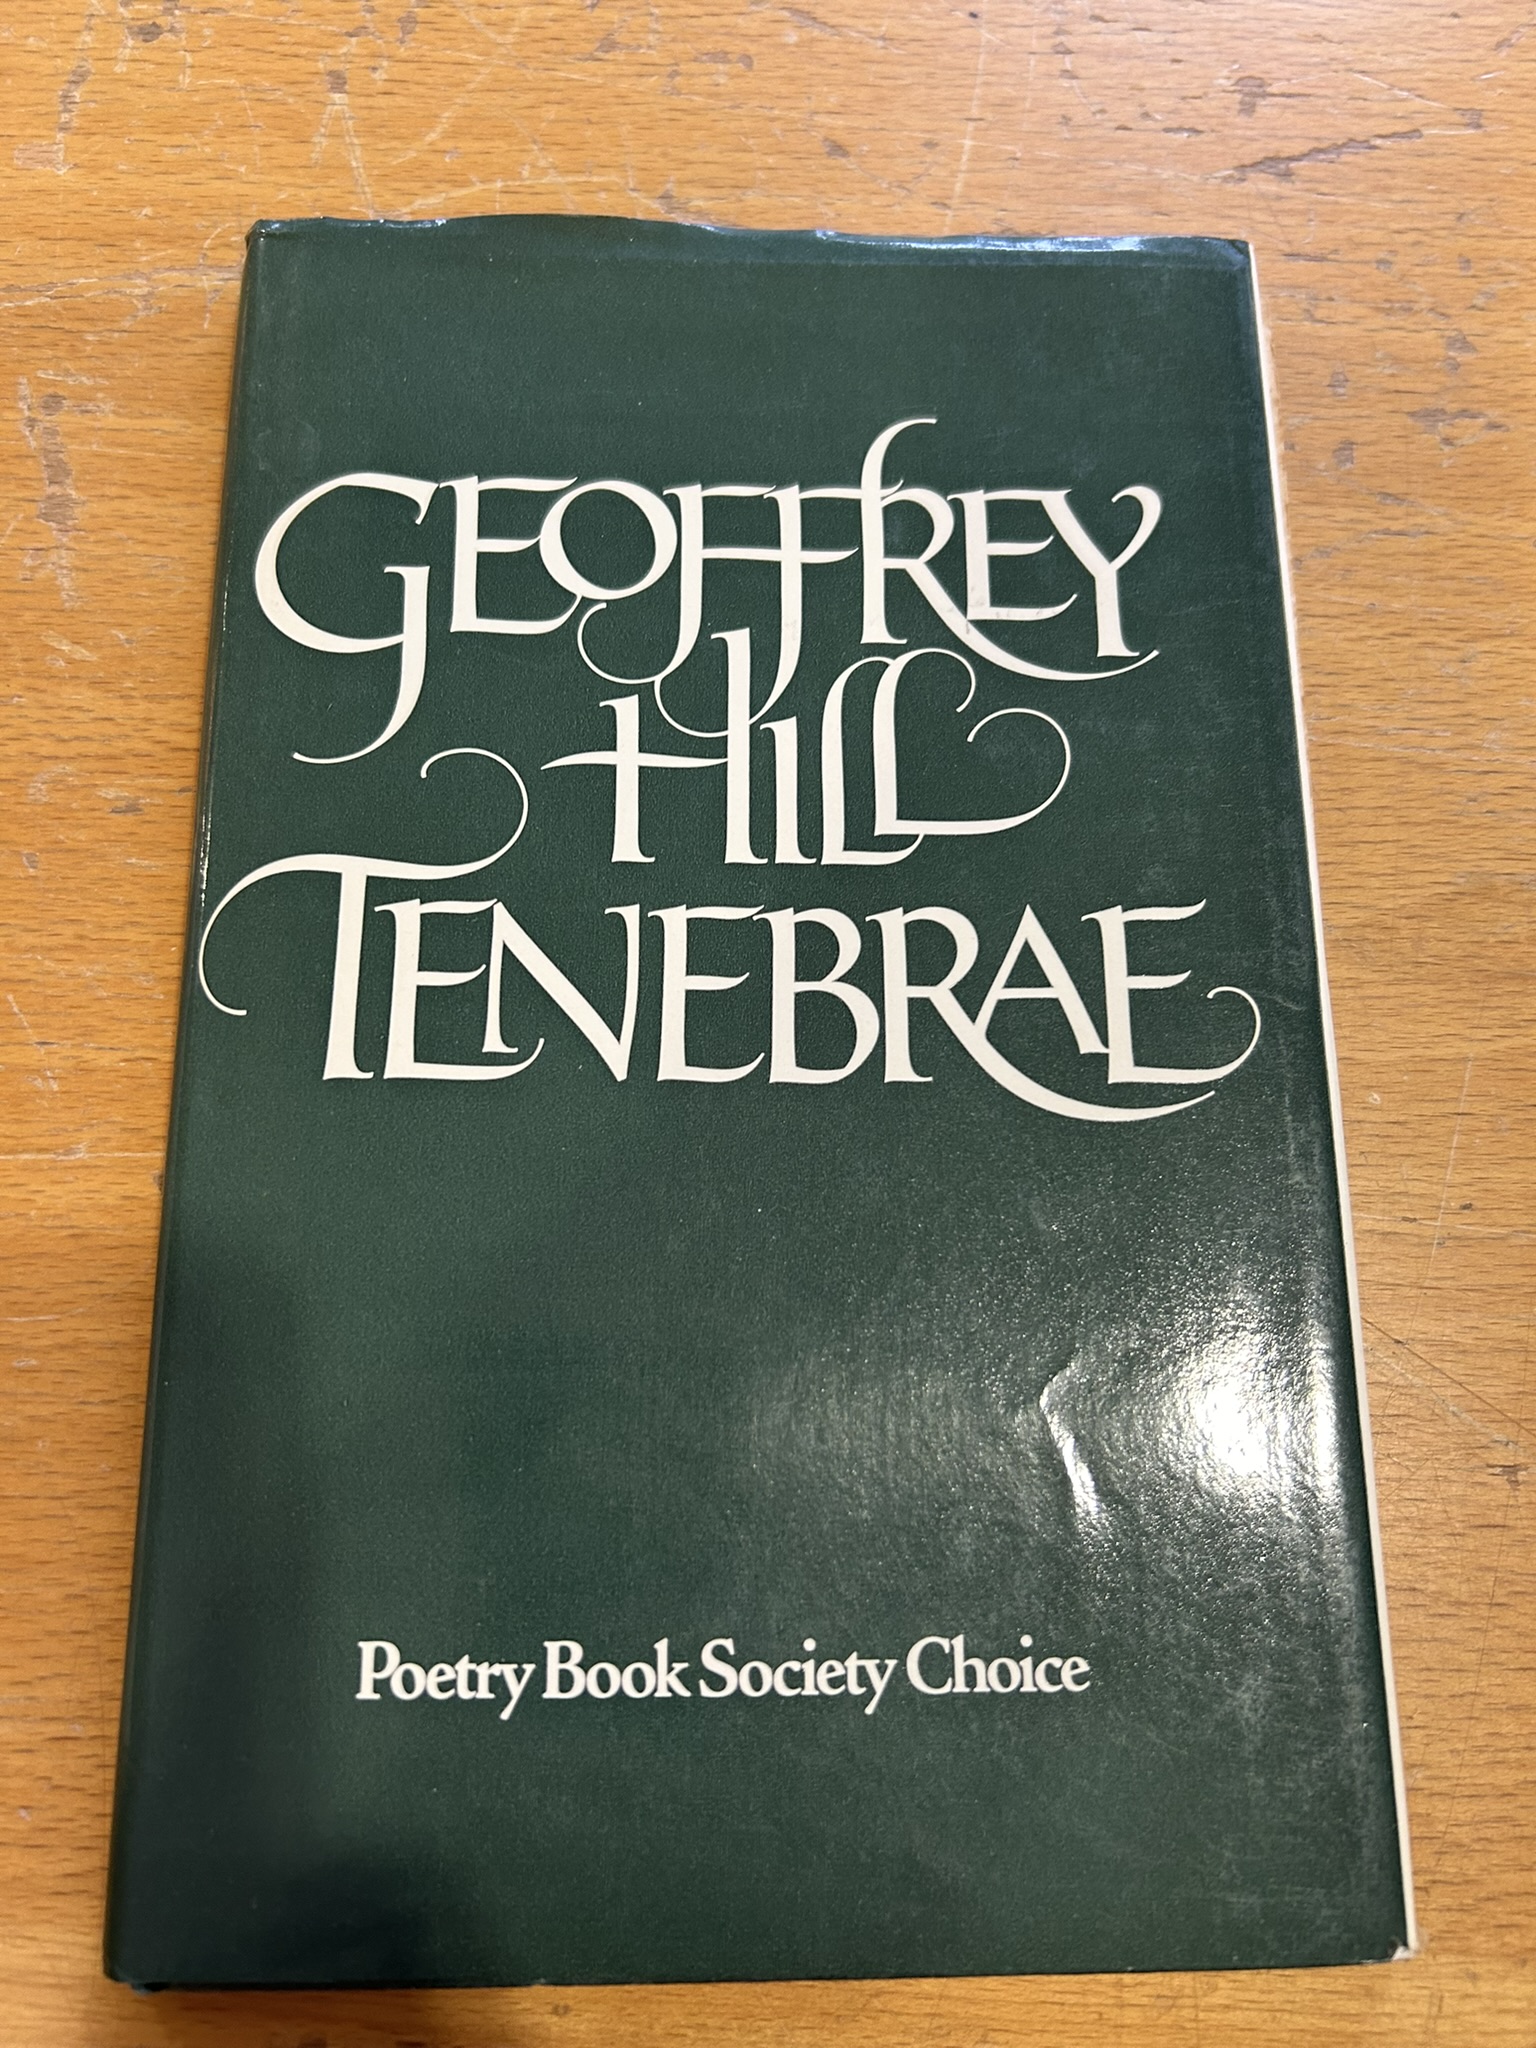 GEOFFREY
HILL
TENEBRAE
Poetry Book Society Choice